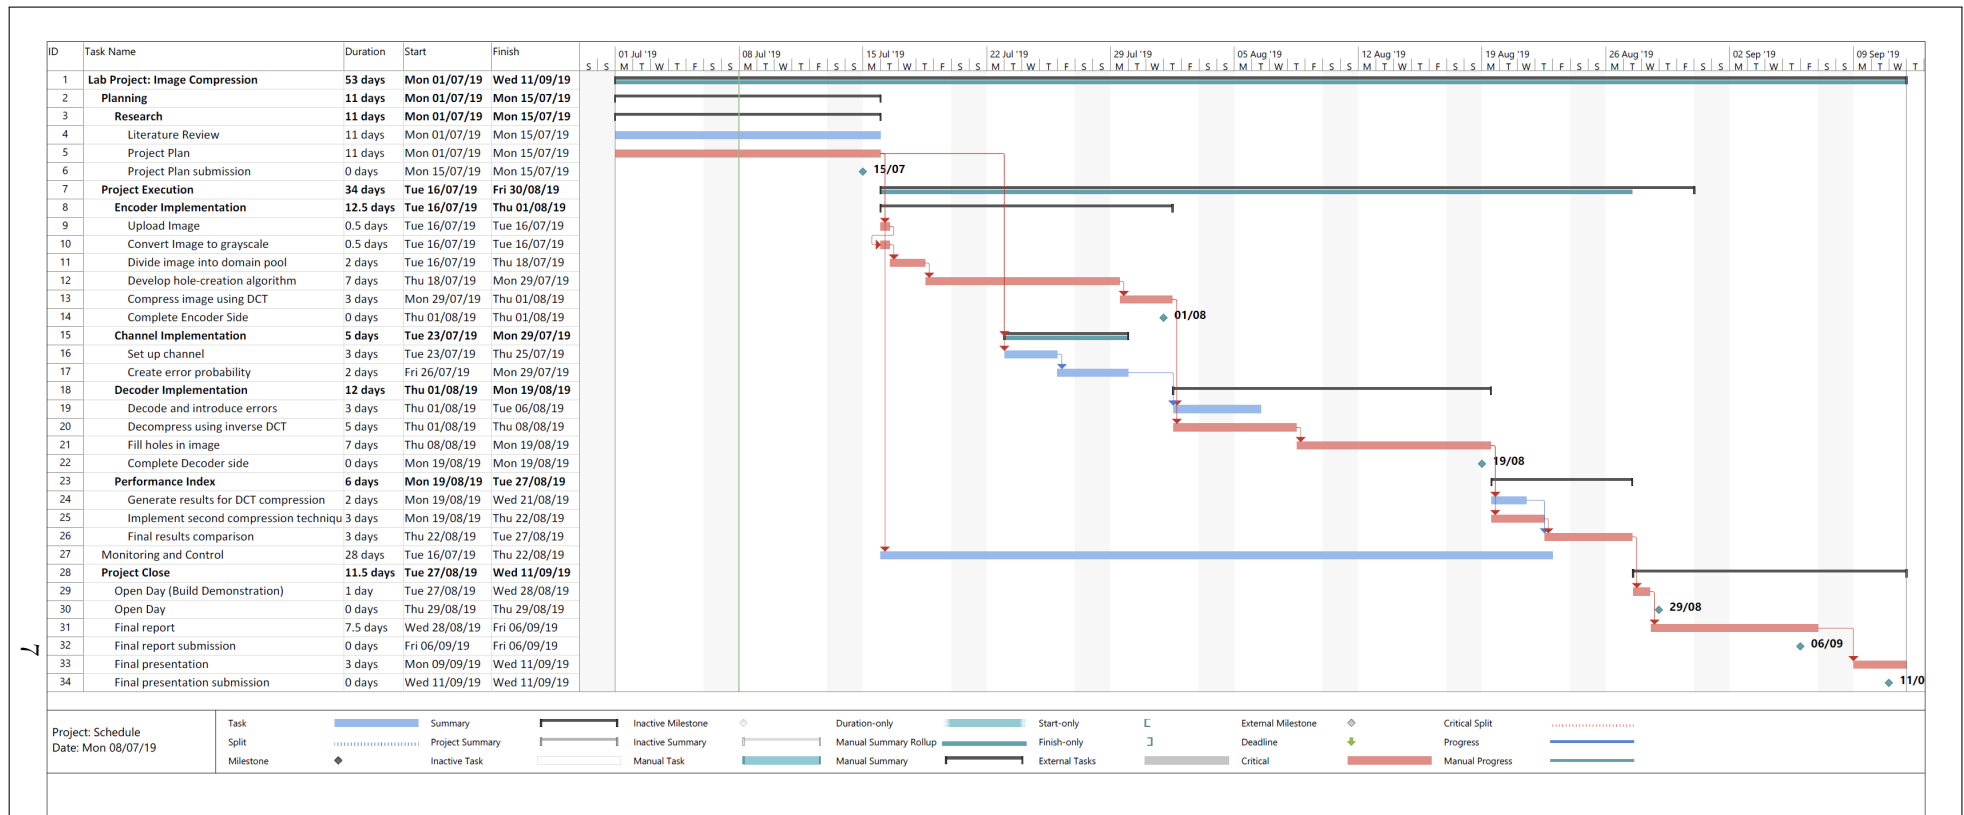 ID Task Name Duration Start Finish
01 Jul '19 08 Jul '19 15 Jul '19 22 Jul '19 29 Jul '19 05 Aug '19 12 Aug '19 19 Aug '19 26 Aug '19 02 Sep '19 09 Sep '19
S S M T W T F S S M T W T F S S M T W T F S S M T W T F S S M T W T F S S M T W T F S S M T W T F S S M T W T F S S M T W T F S S M T W T F S S M T W T
1 Lab Project: Image Compression 53 days Mon 01/07/19 Wed 11/09/19
2 Planning 11 days Mon 01/07/19 Mon 15/07/19
3 Research 11 days Mon 01/07/19 Mon 15/07/19
4 Literature Review 11 days Mon 01/07/19 Mon 15/07/19
5 Project Plan 11 days Mon 01/07/19 Mon 15/07/19
6 Project Plan submission 0 days Mon 15/07/19 Mon 15/07/19 15/07
7 Project Execution 34 days Tue 16/07/19 Fri 30/08/19
8 Encoder Implementation 12.5 days Tue 16/07/19 Thu 01/08/19
9 Upload Image 0.5 days Tue 16/07/19 Tue 16/07/19
10 Convert Image to grayscale 0.5 days Tue 16/07/19 Tue 16/07/19
11 Divide image into domain pool 2 days Tue 16/07/19 Thu 18/07/19
12 Develop hole-creation algorithm 7 days Thu 18/07/19 Mon 29/07/19
13 Compress image using DCT 3 days Mon 29/07/19 Thu 01/08/19
14 Complete Encoder Side 0 days Thu 01/08/19 Thu 01/08/19 01/08
15 Channel Implementation 5 days Tue 23/07/19 Mon 29/07/19
16 Set up channel 3 days Tue 23/07/19 Thu 25/07/19
17 Create error probability 2 days Fri 26/07/19 Mon 29/07/19
18 Decoder Implementation 12 days Thu 01/08/19 Mon 19/08/19
19 Decode and introduce errors 3 days Thu 01/08/19 Tue 06/08/19
20 Decompress using inverse DCT 5 days Thu 01/08/19 Thu 08/08/19
21 Fill holes in image 7 days Thu 08/08/19 Mon 19/08/19
22 Complete Decoder side 0 days Mon 19/08/19 Mon 19/08/19 19/08
23 Performance Index 6 days Mon 19/08/19 Tue 27/08/19
24 Generate results for DCT compression 2 days Mon 19/08/19 Wed 21/08/19
25 Implement second compression techniqu 3 days Mon 19/08/19 Thu 22/08/19
26 Final results comparison 3 days Thu 22/08/19 Tue 27/08/19
27 Monitoring and Control 28 days Tue 16/07/19 Thu 22/08/19
28 Project Close 11.5 days Tue 27/08/19 Wed 11/09/19
29 Open Day (Build Demonstration) 1 day Tue 27/08/19 Wed 28/08/19
30 Open Day 0 days Thu 29/08/19 Thu 29/08/19 29/08
31 Final report 7.5 days Wed 28/08/19 Fri 06/09/19
32 Final report submission 0 days Fri 06/09/19 Fri 06/09/19 06/09
33 Final presentation 3 days Mon 09/09/19 Wed 11/09/19
34 Final presentation submission 0 days Wed 11/09/19 Wed 11/09/19 11/0
7
Project: Schedule
Date: Mon 08/07/19
Task Summary Inactive Milestone Duration-only Start-only External Milestone Critical Split
Split Project Summary Inactive Summary Manual Summary Rollup Finish-only Deadline Progress
Milestone Inactive Task Manual Task Manual Summary External Tasks Critical Manual Progress